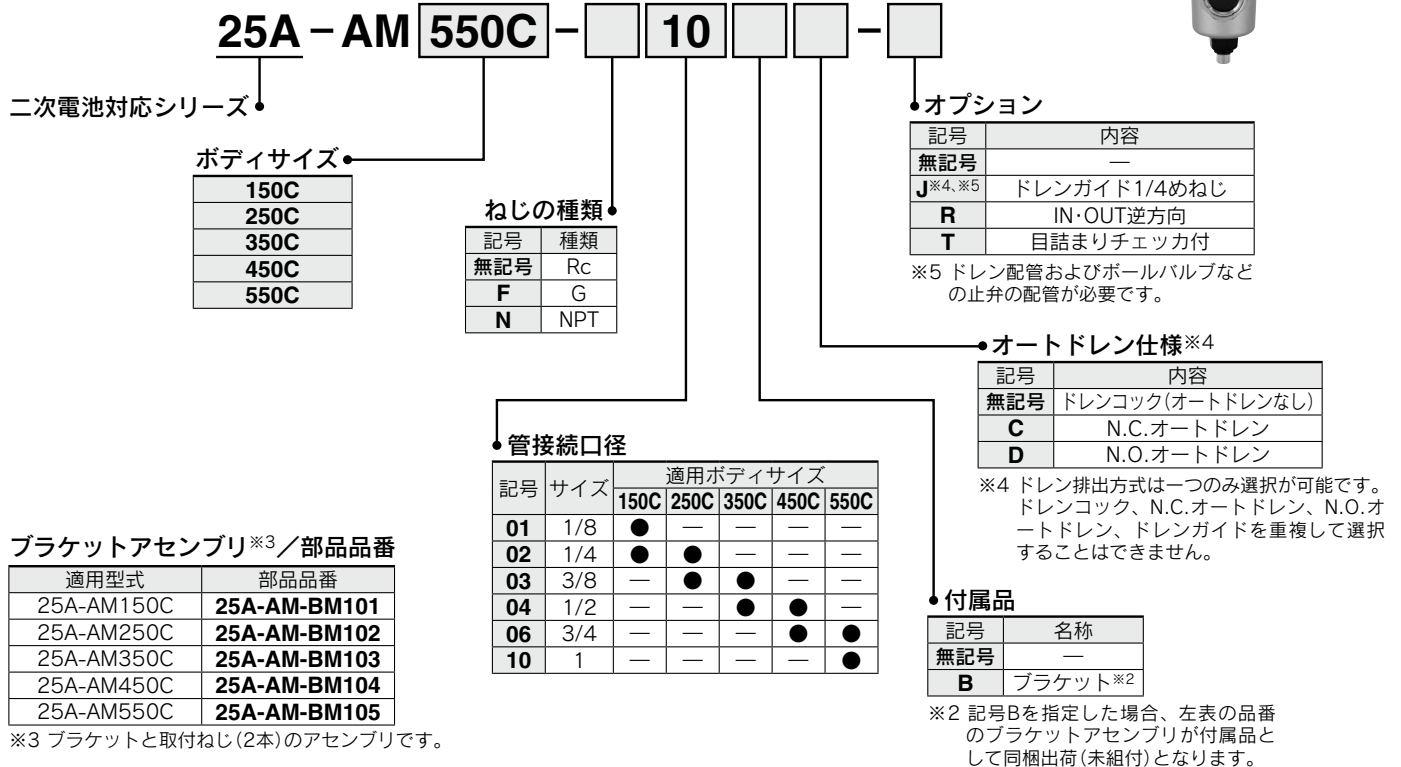 25A－AM 550C－ 10 －
二次電池対応シリーズ
ボディサイズ
150C
250C
350C
450C
550C
ねじの種類
記号 種類
無記号 Rc
F G
N NPT
管接続口径
記号 サイズ 適用ボディサイズ
150C 250C 350C 450C 550C
01 1/8 ● — — — —
02 1/4 ● ● — — —
03 3/8 — ● ● — —
04 1/2 — — ● ● —
06 3/4 — — — ● ●
10 1 — — — — ●
オプション
記号 内容
無記号 —
J※4、※5 ドレンガイド1/4めねじ
R IN・OUT逆方向
T 目詰まりチェッカ付
※5 ドレン配管およびボールバルブなど
の止弁の配管が必要です。
オートドレン仕様※4
記号 内容
無記号 ドレンコック(オートドレンなし)
C N.C.オートドレン
D N.O.オートドレン
※4 ドレン排出方式は一つのみ選択が可能です。
ドレンコック、N.C.オートドレン、N.O.オ
ートドレン、ドレンガイドを重複して選択
することはできません。
付属品
記号 名称
無記号 —
B ブラケット※2
※2 記号Bを指定した場合、左表の品番
のブラケットアセンブリが付属品と
して同梱出荷(未組付)となります。
ブラケットアセンブリ※3／部品品番
適用型式 部品品番
25A-AM150C 25A-AM-BM101
25A-AM250C 25A-AM-BM102
25A-AM350C 25A-AM-BM103
25A-AM450C 25A-AM-BM104
25A-AM550C 25A-AM-BM105
※3 ブラケットと取付ねじ(2本)のアセンブリです。